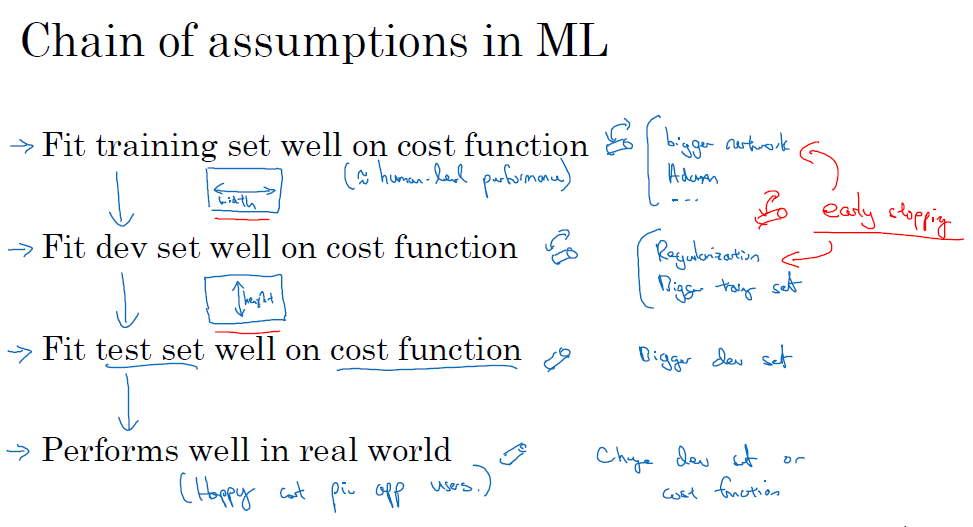 Chain of assumptions in ML
→ Fit training set well on cost function
(≈ human-level performance)
bigger network
Adam
...
width
early stopping
→ Fit dev set well on cost function
Regularization
Bigger training set
height
→ Fit test set well on cost function
Bigger dev set
→ Performs well in real world
(Happy cat pic app users.)
Change dev set or
cost function